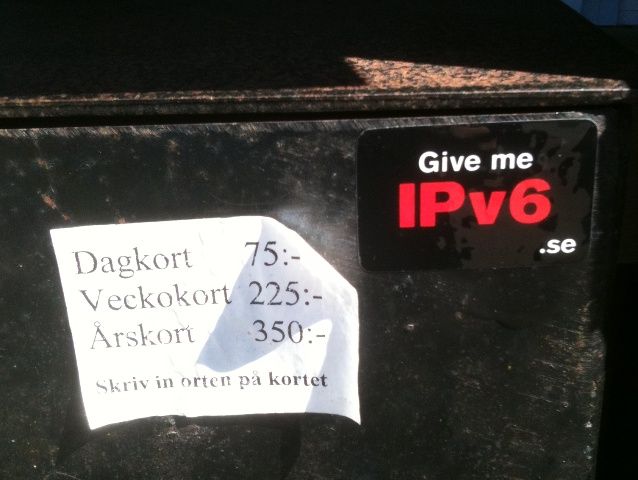 Give me
IPv6
.se
Dagkort 75:-
Veckokort 225:-
Årskort 350:-
Skriv in orten på kortet